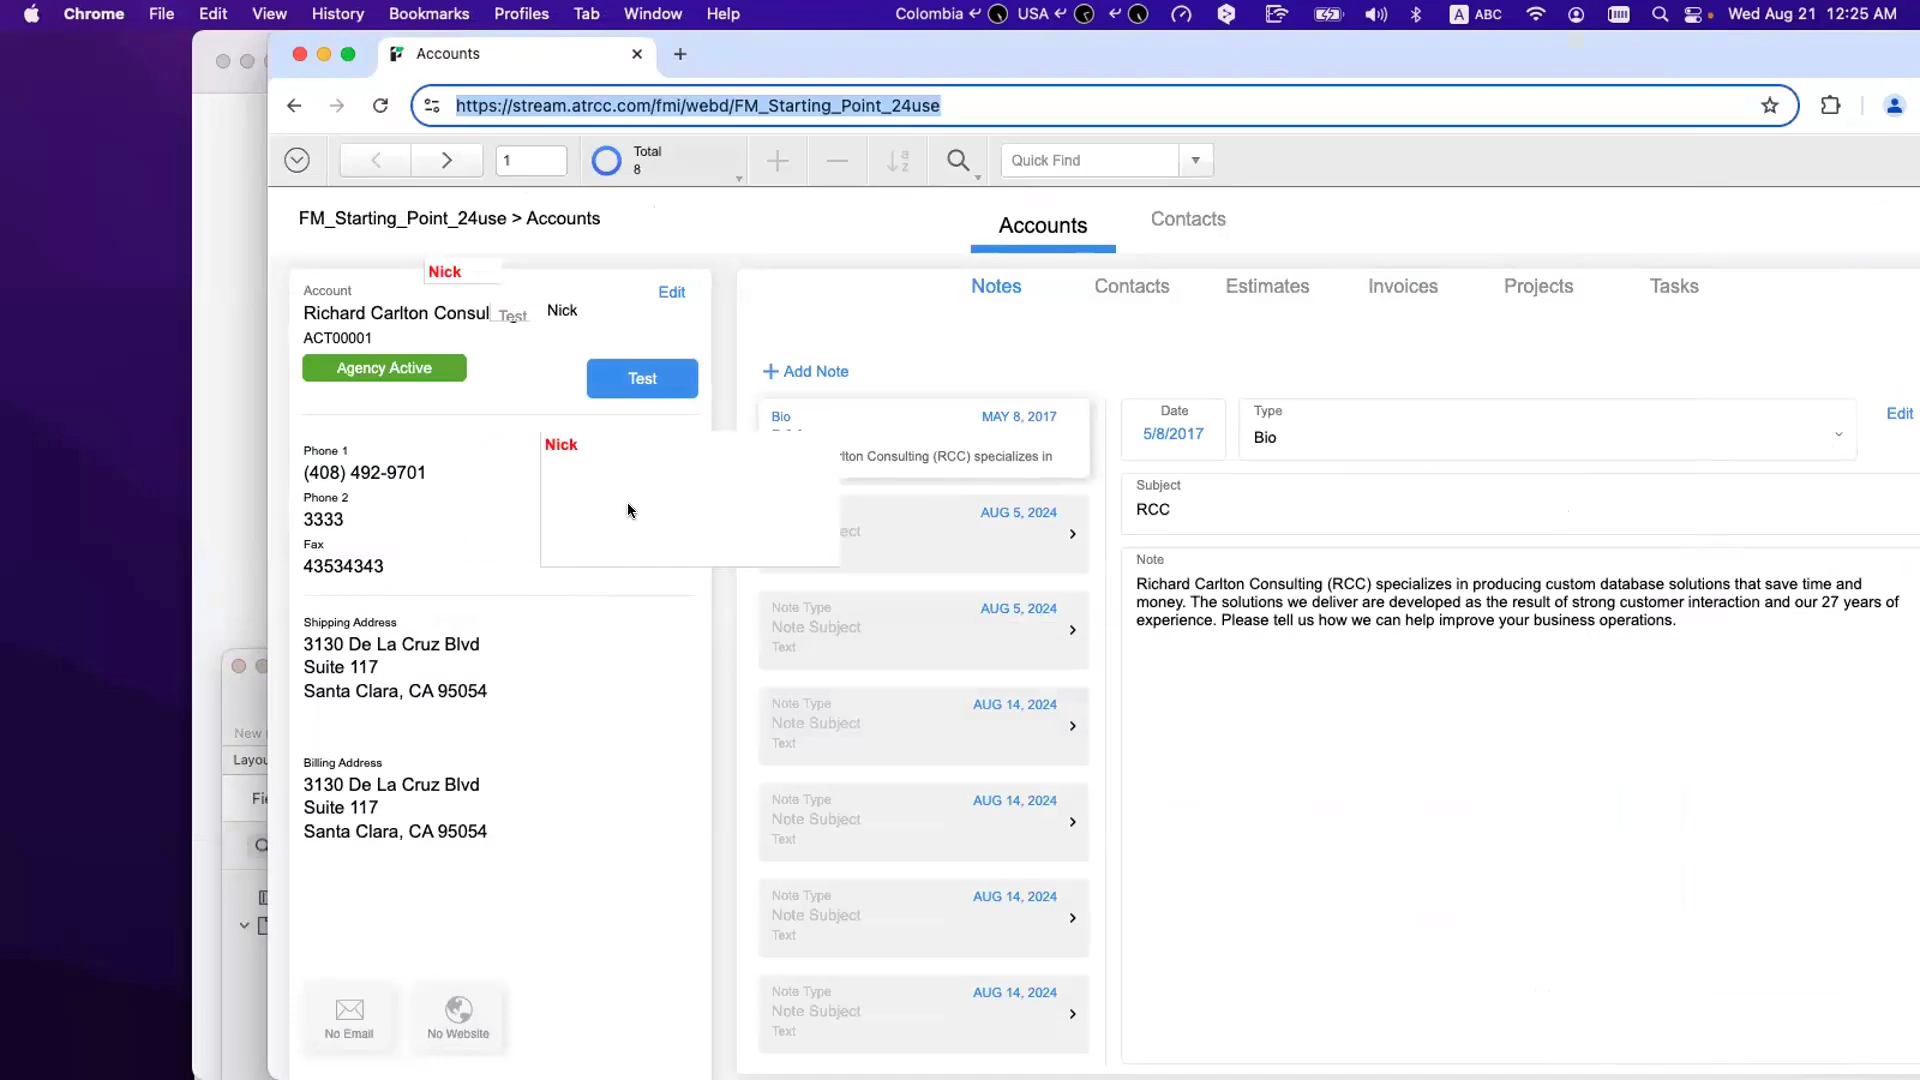 Chrome File Edit View History Bookmarks Profiles Tab Window Help Colombia USA ABC Wed Aug 21 12:25 AM
Accounts
https://stream.atrcc.com/fmi/webd/FM_Starting_Point_24use
1
Total
8
Quick Find
FM_Starting_Point_24use > Accounts
Accounts
Contacts
Nick
Account
Edit
Richard Carlton Consul
Test
Nick
ACT00001
Agency Active
Test
Phone 1
(408) 492-9701
Phone 2
3333
Fax
43534343
Nick
Shipping Address
3130 De La Cruz Blvd
Suite 117
Santa Clara, CA 95054
Billing Address
3130 De La Cruz Blvd
Suite 117
Santa Clara, CA 95054
No Email
No Website
Notes Contacts Estimates Invoices Projects Tasks
+ Add Note
Bio MAY 8, 2017
rlton Consulting (RCC) specializes in
AUG 5, 2024
ect
Note Type AUG 5, 2024
Note Subject
Text
Note Type AUG 14, 2024
Note Subject
Text
Note Type AUG 14, 2024
Note Subject
Text
Note Type AUG 14, 2024
Note Subject
Text
Note Type AUG 14, 2024
Note Subject
Text
Date
5/8/2017
Type
Bio
Edit
Subject
RCC
Note
Richard Carlton Consulting (RCC) specializes in producing custom database solutions that save time and
money. The solutions we deliver are developed as the result of strong customer interaction and our 27 years of
experience. Please tell us how we can help improve your business operations.
New
Layou
Fie